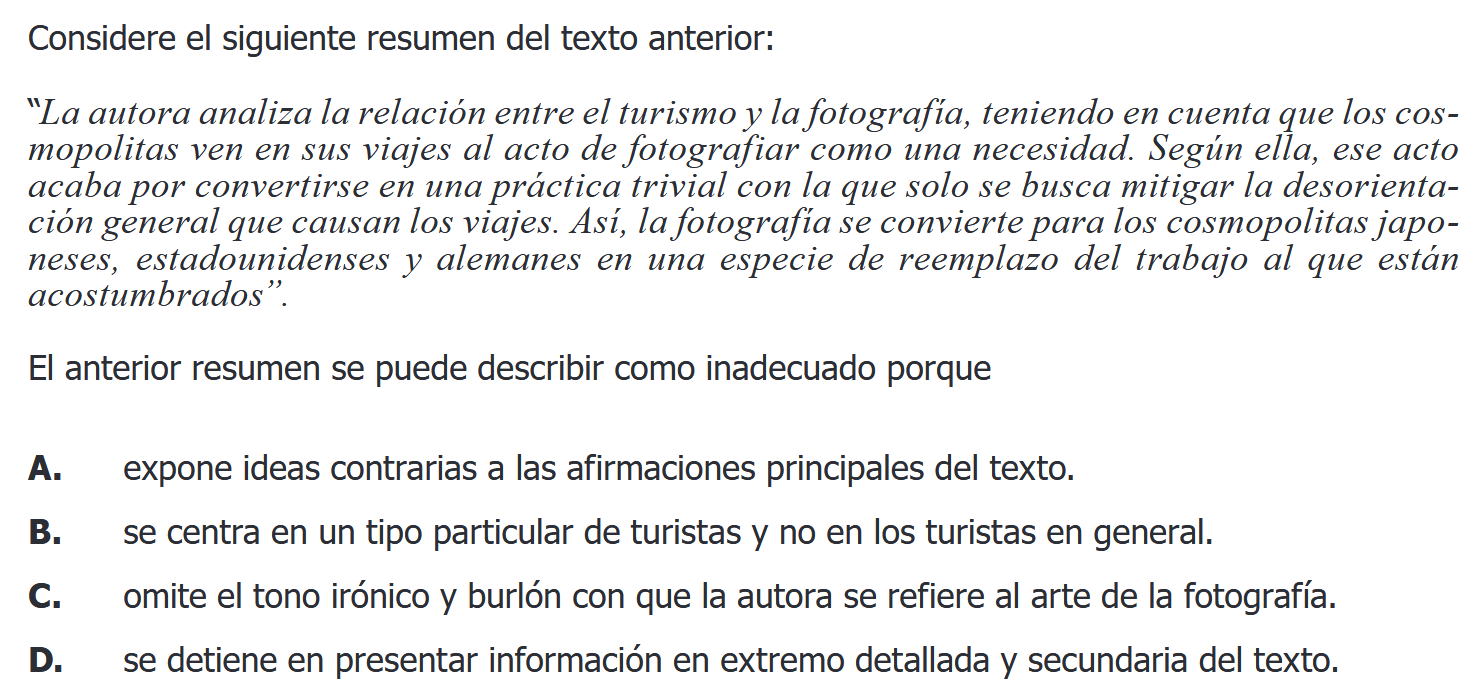 Considere el siguiente resumen del texto anterior:
“La autora analiza la relación entre el turismo y la fotografía, teniendo en cuenta que los cos-
mopolitas ven en sus viajes al acto de fotografiar como una necesidad. Según ella, ese acto
acaba por convertirse en una práctica trivial con la que solo se busca mitigar la desorienta-
ción general que causan los viajes. Así, la fotografía se convierte para los cosmopolitas japo-
neses, estadounidenses y alemanes en una especie de reemplazo del trabajo al que están
acostumbrados”.
El anterior resumen se puede describir como inadecuado porque
A. expone ideas contrarias a las afirmaciones principales del texto.
B. se centra en un tipo particular de turistas y no en los turistas en general.
C. omite el tono irónico y burlón con que la autora se refiere al arte de la fotografía.
D. se detiene en presentar información en extremo detallada y secundaria del texto.